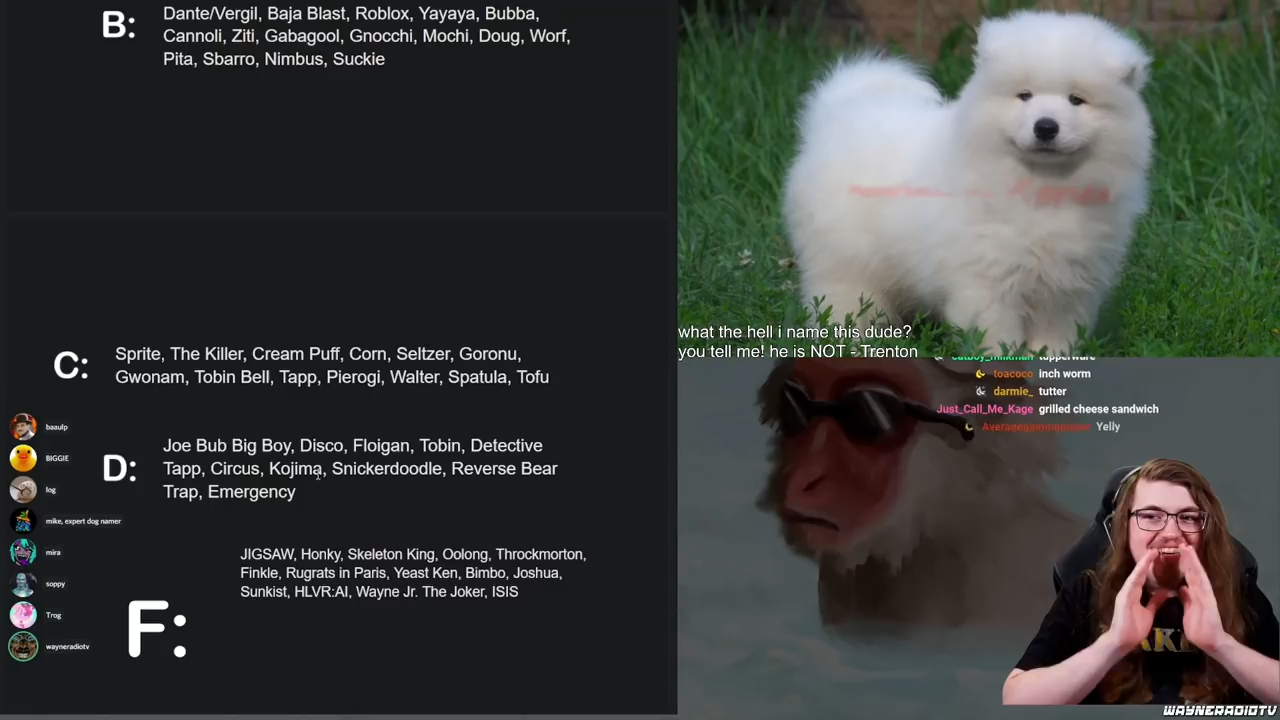 B:
Dante/Vergil, Baja Blast, Roblox, Yayaya, Bubba,
Cannoli, Ziti, Gabagool, Gnocchi, Mochi, Doug, Worf,
Pita, Sbarro, Nimbus, Suckie
C:
Sprite, The Killer, Cream Puff, Corn, Seltzer, Goronu,
Gwonam, Tobin Bell, Tapp, Pierogi, Walter, Spatula, Tofu
D:
Joe Bub Big Boy, Disco, Floigan, Tobin, Detective
Tapp, Circus, Kojima, Snickerdoodle, Reverse Bear
Trap, Emergency
F:
JIGSAW, Honky, Skeleton King, Oolong, Throckmorton,
Finkle, Rugrats in Paris, Yeast Ken, Bimbo, Joshua,
Sunkist, HLVR:AI, Wayne Jr. The Joker, ISIS
baaulp
BIGGIE
log
mike, expert dog namer
mira
soppy
Trog
wayneradiotv
what the hell i name this dude?
you tell me! he is NOT - Trenton
catboy_milkman tupperware
toacoco inch worm
darmie_ tutter
Just_Call_Me_Kage grilled cheese sandwich
Yelly
WAYNERADIOTV